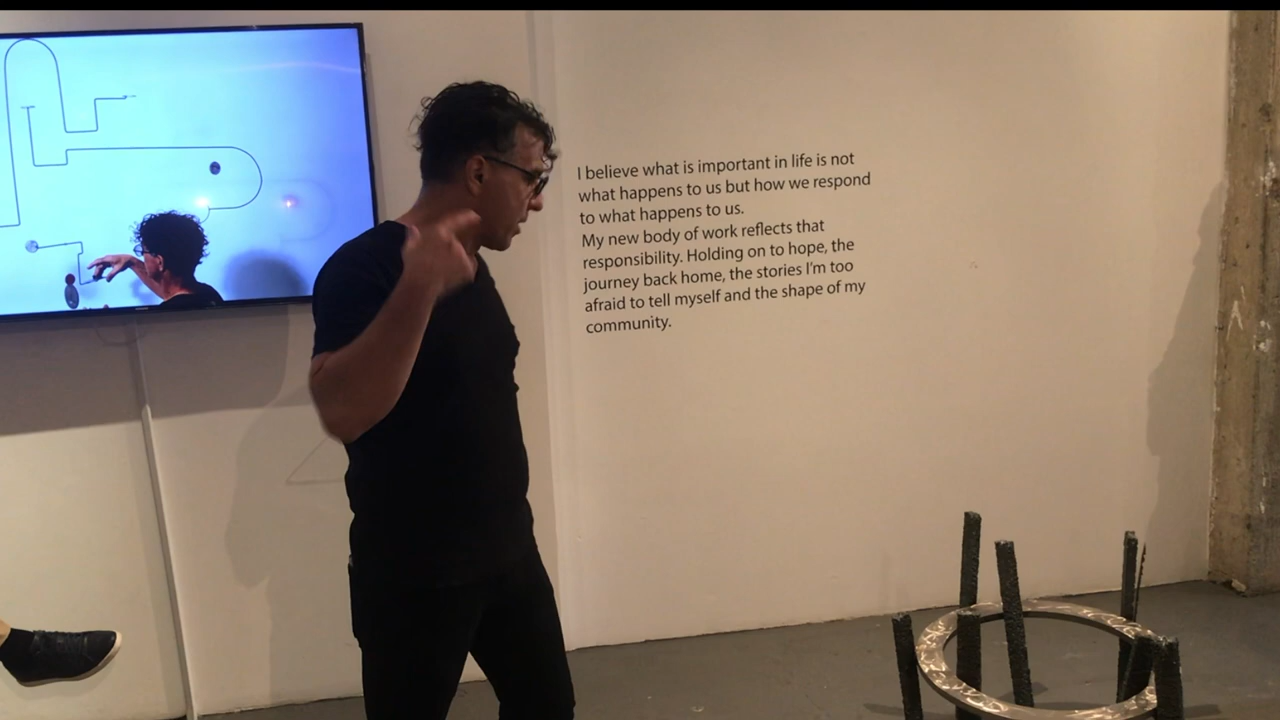 I believe what is important in life is not
what happens to us but how we respond
to what happens to us.
My new body of work reflects that
responsibility. Holding on to hope, the
journey back home, the stories I'm too
afraid to tell myself and the shape of my
community.